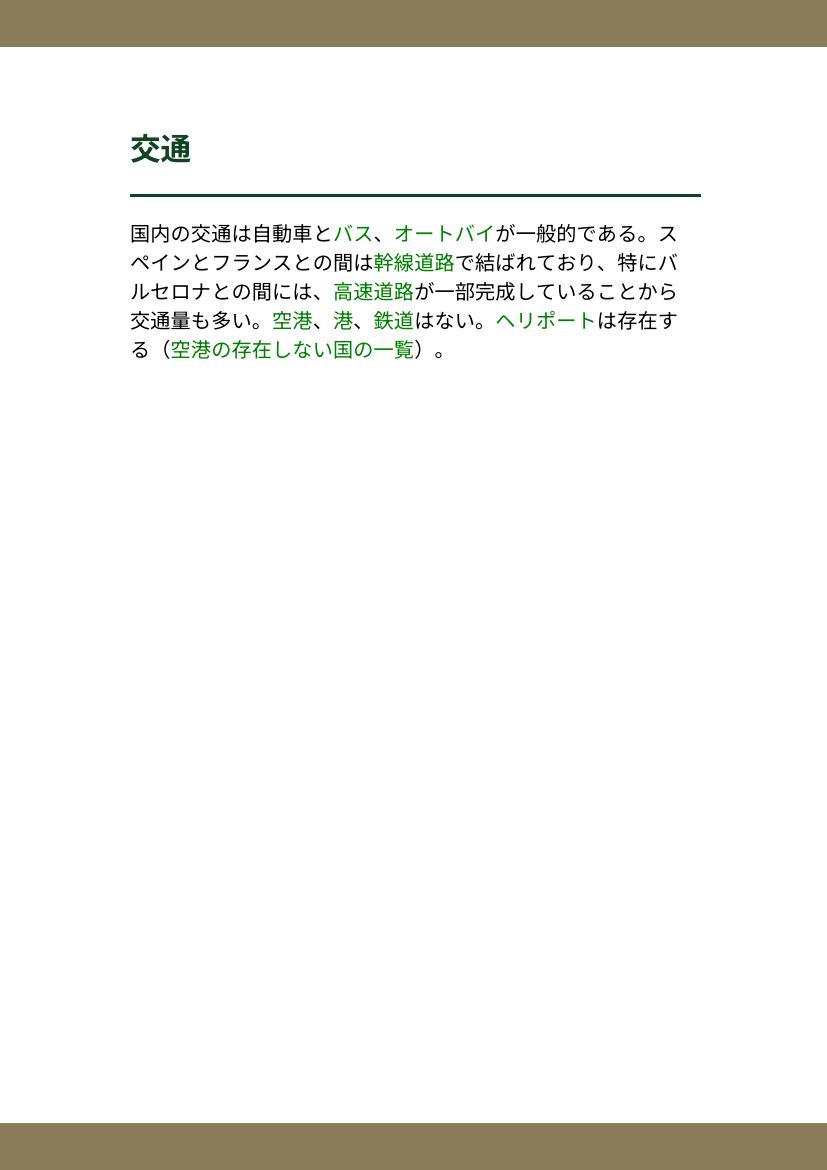 交通
国内の交通は自動車とバス、オートバイが一般的である。ス
ペインとフランスとの間は幹線道路で結ばれており、特にバ
ルセロナとの間には、高速道路が一部完成していることから
交通量も多い。空港、港、鉄道はない。ヘリポートは存在す
る（空港の存在しない国の一覧）。